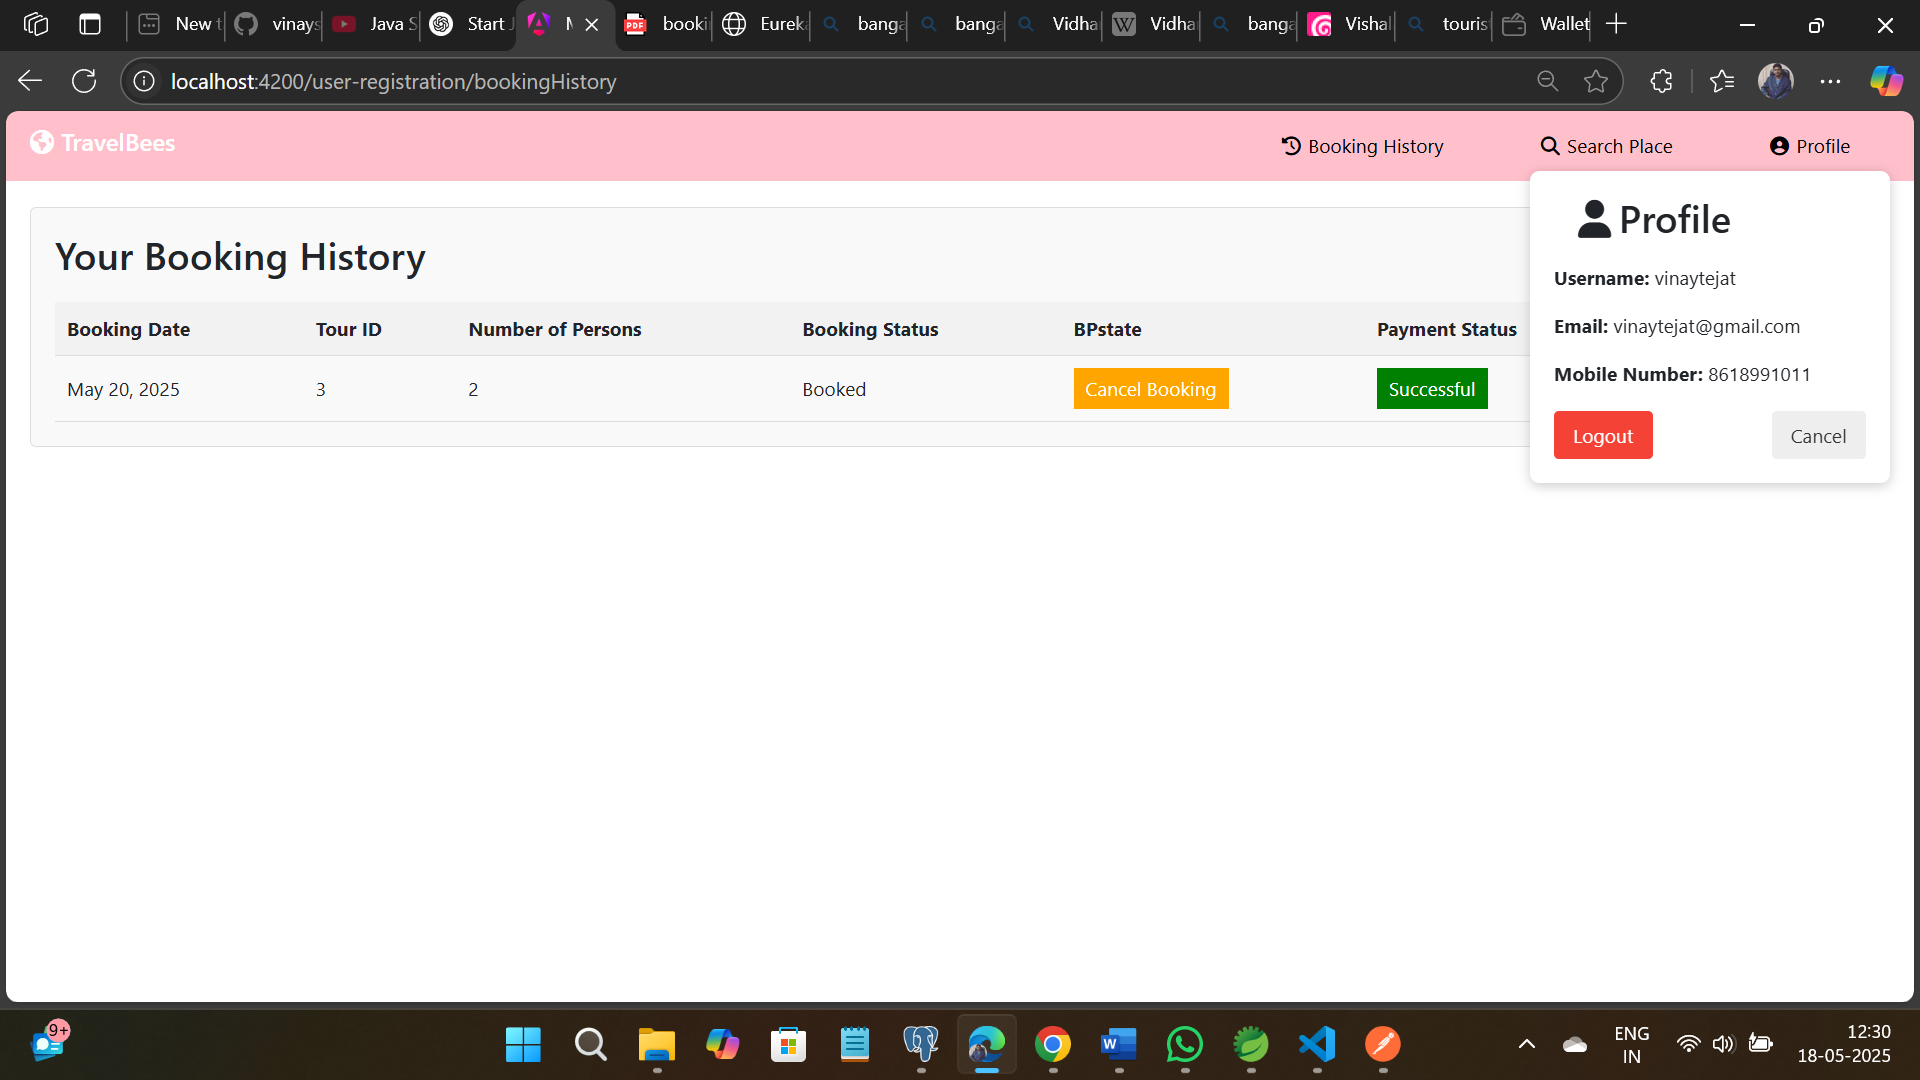 New t
vinays
Java S
Start J
booki
Eureka
banga
banga
Vidha
Vidha
banga
Vishal
touris
Wallet
localhost:4200/user-registration/bookingHistory
TravelBees
Booking History
Search Place
Profile
Your Booking History
Booking Date Tour ID Number of Persons Booking Status BPstate Payment Status
May 20, 2025 3 2 Booked Cancel Booking Successful
Profile
Username: vinaytejat
Email: vinaytejat@gmail.com
Mobile Number: 8618991011
Logout Cancel
9+
ENG
IN
12:30
18-05-2025